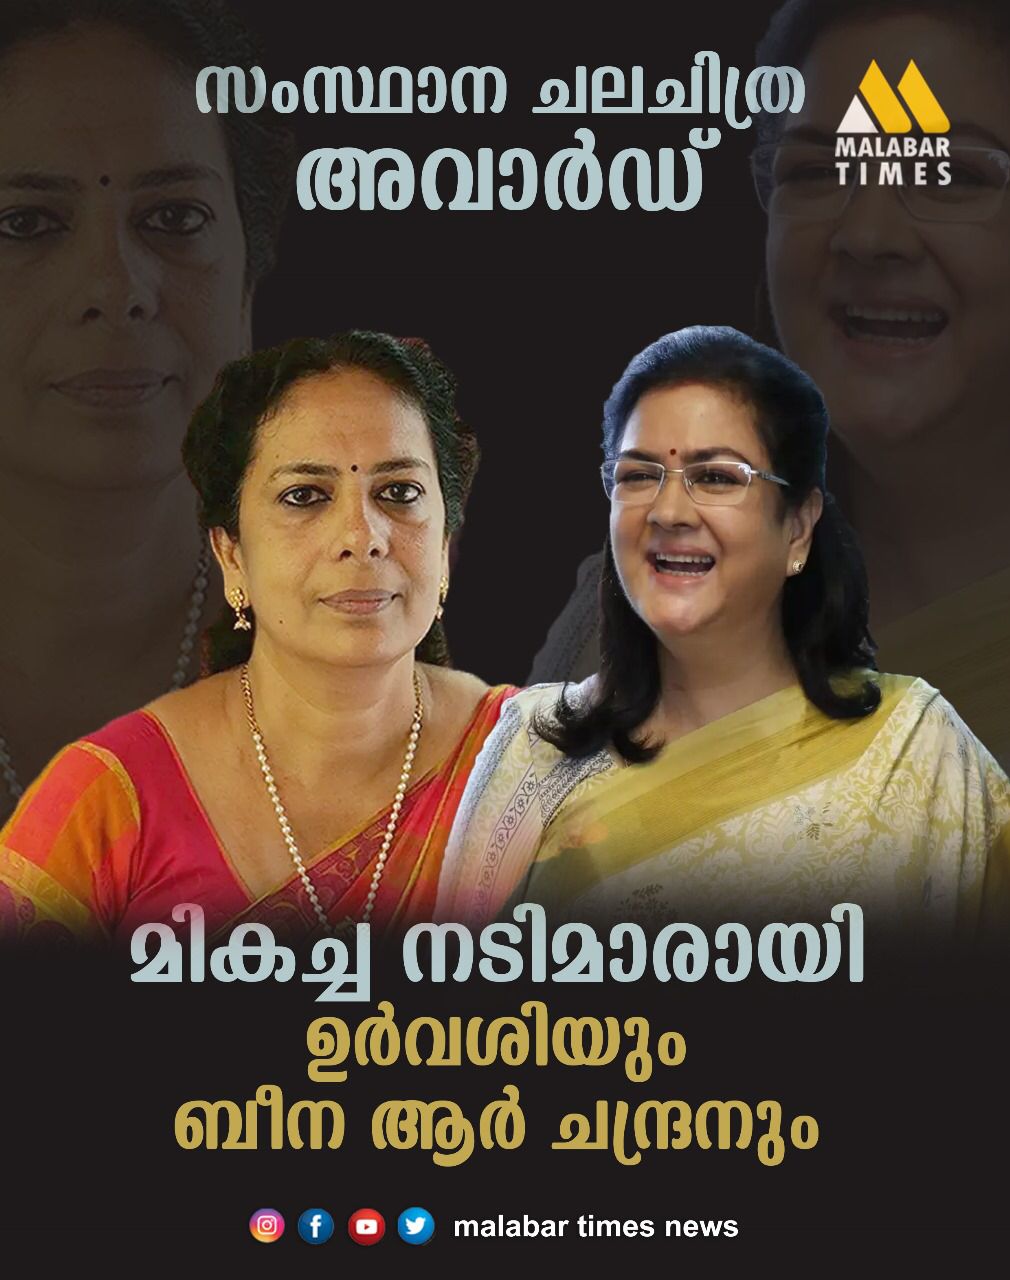 സംസ്ഥാന ചലചിത്ര
അവാർഡ്
MALABAR
TIMES
മികച്ച നടിമാരായി
ഉർവശിയും
ബീന ആർ ചന്ദ്രനും
malabar times news